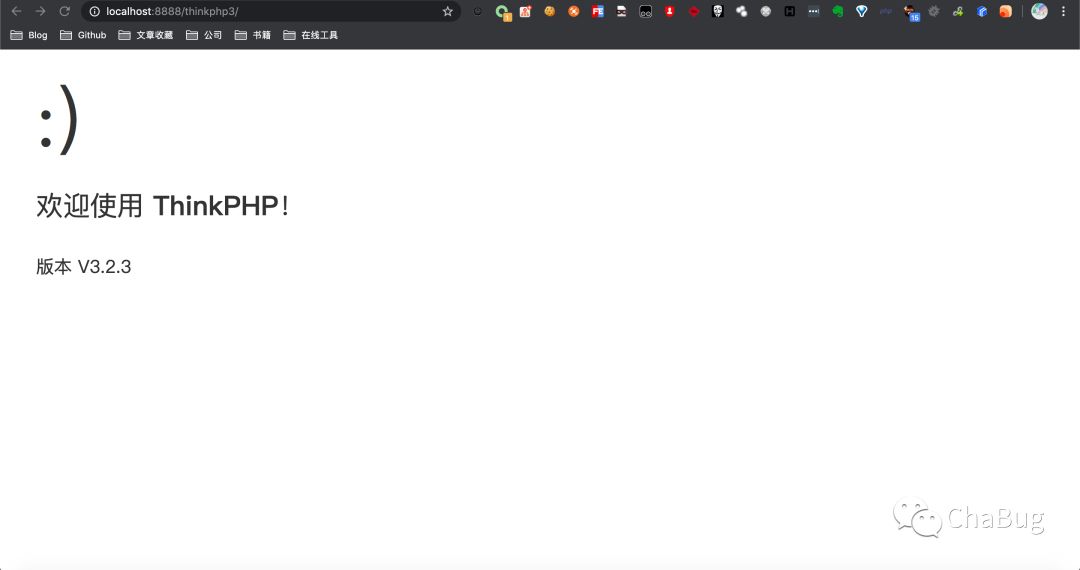 localhost:8888/thinkphp3/
Blog Github 文章收藏 公司 书籍 在线工具
:)
欢迎使用 ThinkPHP！
版本 V3.2.3
ChaBug